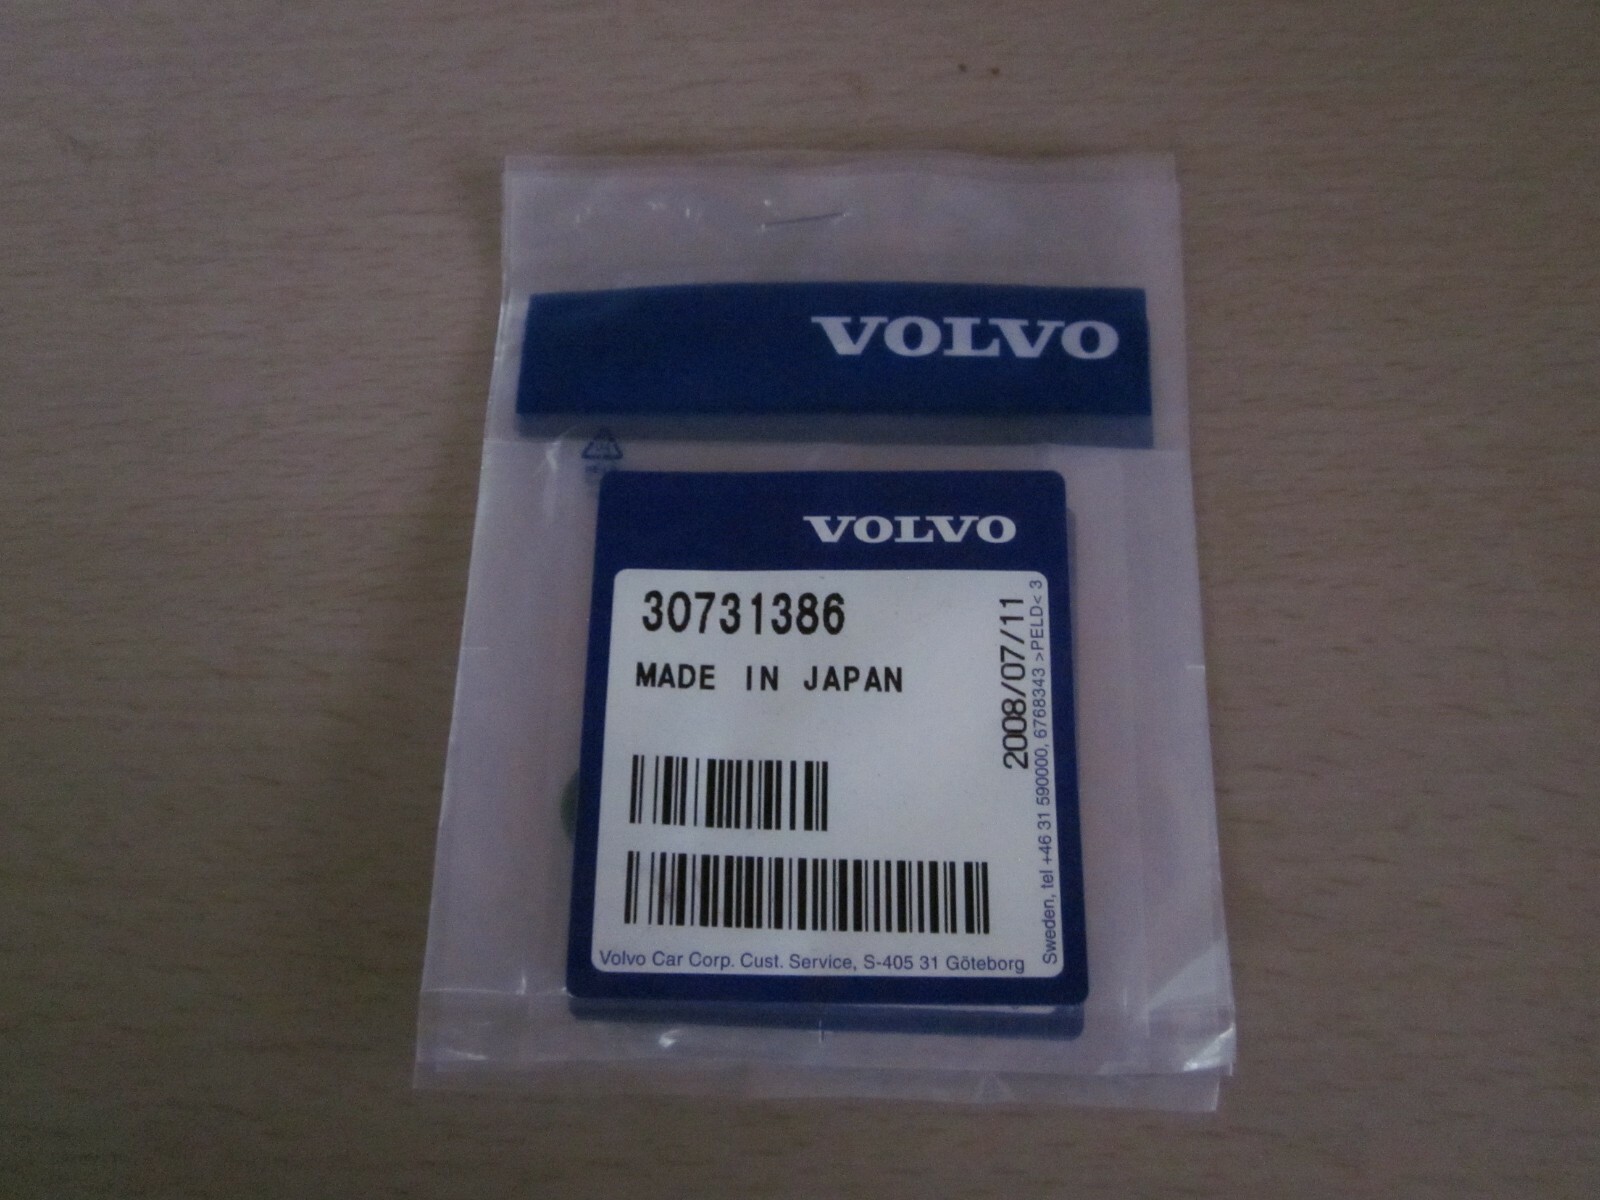 VOLVO
VOLVO
30731386
MADE IN JAPAN
2008/07/11
Volvo Car Corp. Cust. Service, S-405 31 Göteborg
Sweden, tel +46 31 590000, 6768343 >PELD< 3